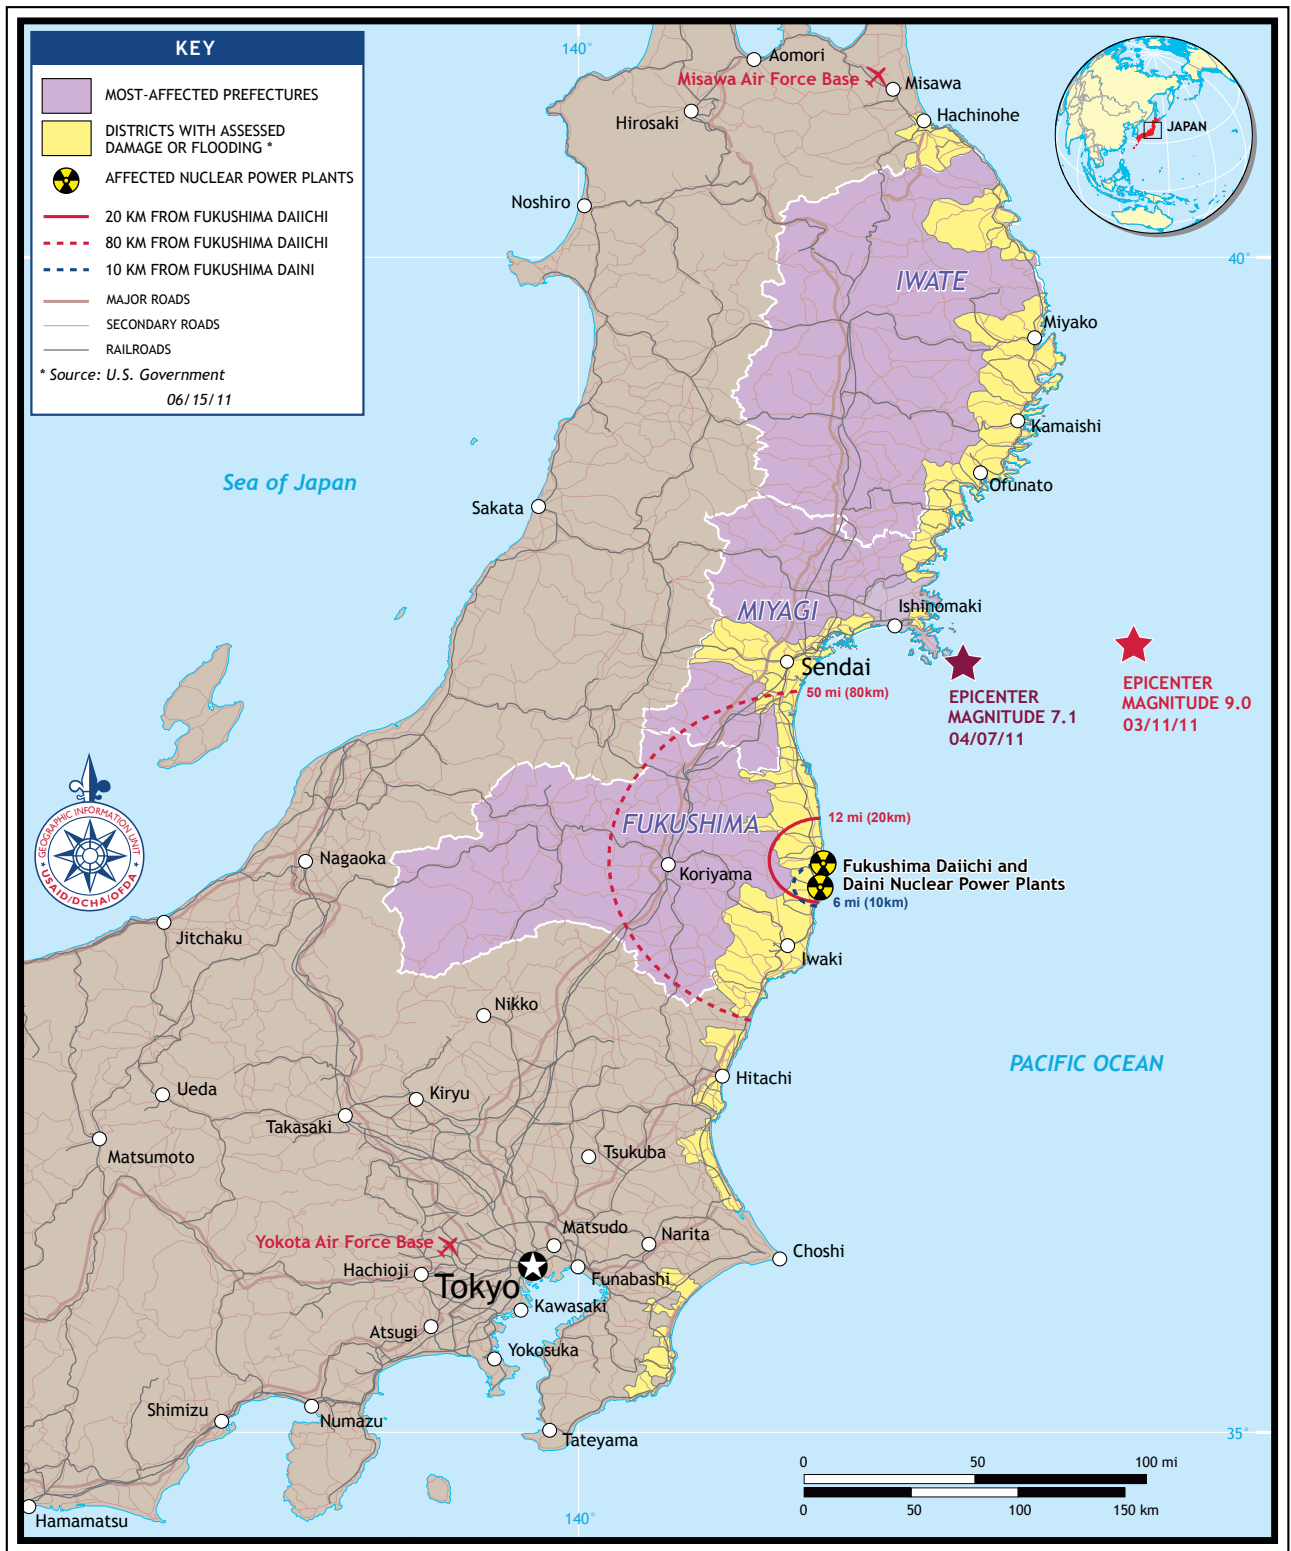 KEY
MOST-AFFECTED PREFECTURES
DISTRICTS WITH ASSESSED
DAMAGE OR FLOODING *
AFFECTED NUCLEAR POWER PLANTS
20 KM FROM FUKUSHIMA DAIICHI
80 KM FROM FUKUSHIMA DAIICHI
10 KM FROM FUKUSHIMA DAINI
MAJOR ROADS
SECONDARY ROADS
RAILROADS
* Source: U.S. Government
06/15/11
140°
Aomori
Misawa Air Force Base
Misawa
Hirosaki
Hachinohe
JAPAN
Noshiro
40°
IWATE
Miyako
Kamaishi
Sea of Japan
Ofunato
Sakata
MIYAGI
Ishinomaki
Sendai
50 mi (80km)
EPICENTER
MAGNITUDE 7.1
04/07/11
EPICENTER
MAGNITUDE 9.0
03/11/11
GEOGRAPHIC INFORMATION UNIT
★ USAID/DCHA/OFDA ★
FUKUSHIMA
12 mi (20km)
Nagaoka
Koriyama
Fukushima Daiichi and
Daini Nuclear Power Plants
6 mi (10km)
Jitchaku
Iwaki
Nikko
PACIFIC OCEAN
Hitachi
Ueda
Kiryu
Takasaki
Matsumoto
Tsukuba
Matsudo
Narita
Yokota Air Force Base
Choshi
Hachioji
Tokyo
Funabashi
Kawasaki
Atsugi
Yokosuka
Shimizu
Numazu
Tateyama
35°
0 50 100 mi
0 50 100 150 km
Hamamatsu
140°